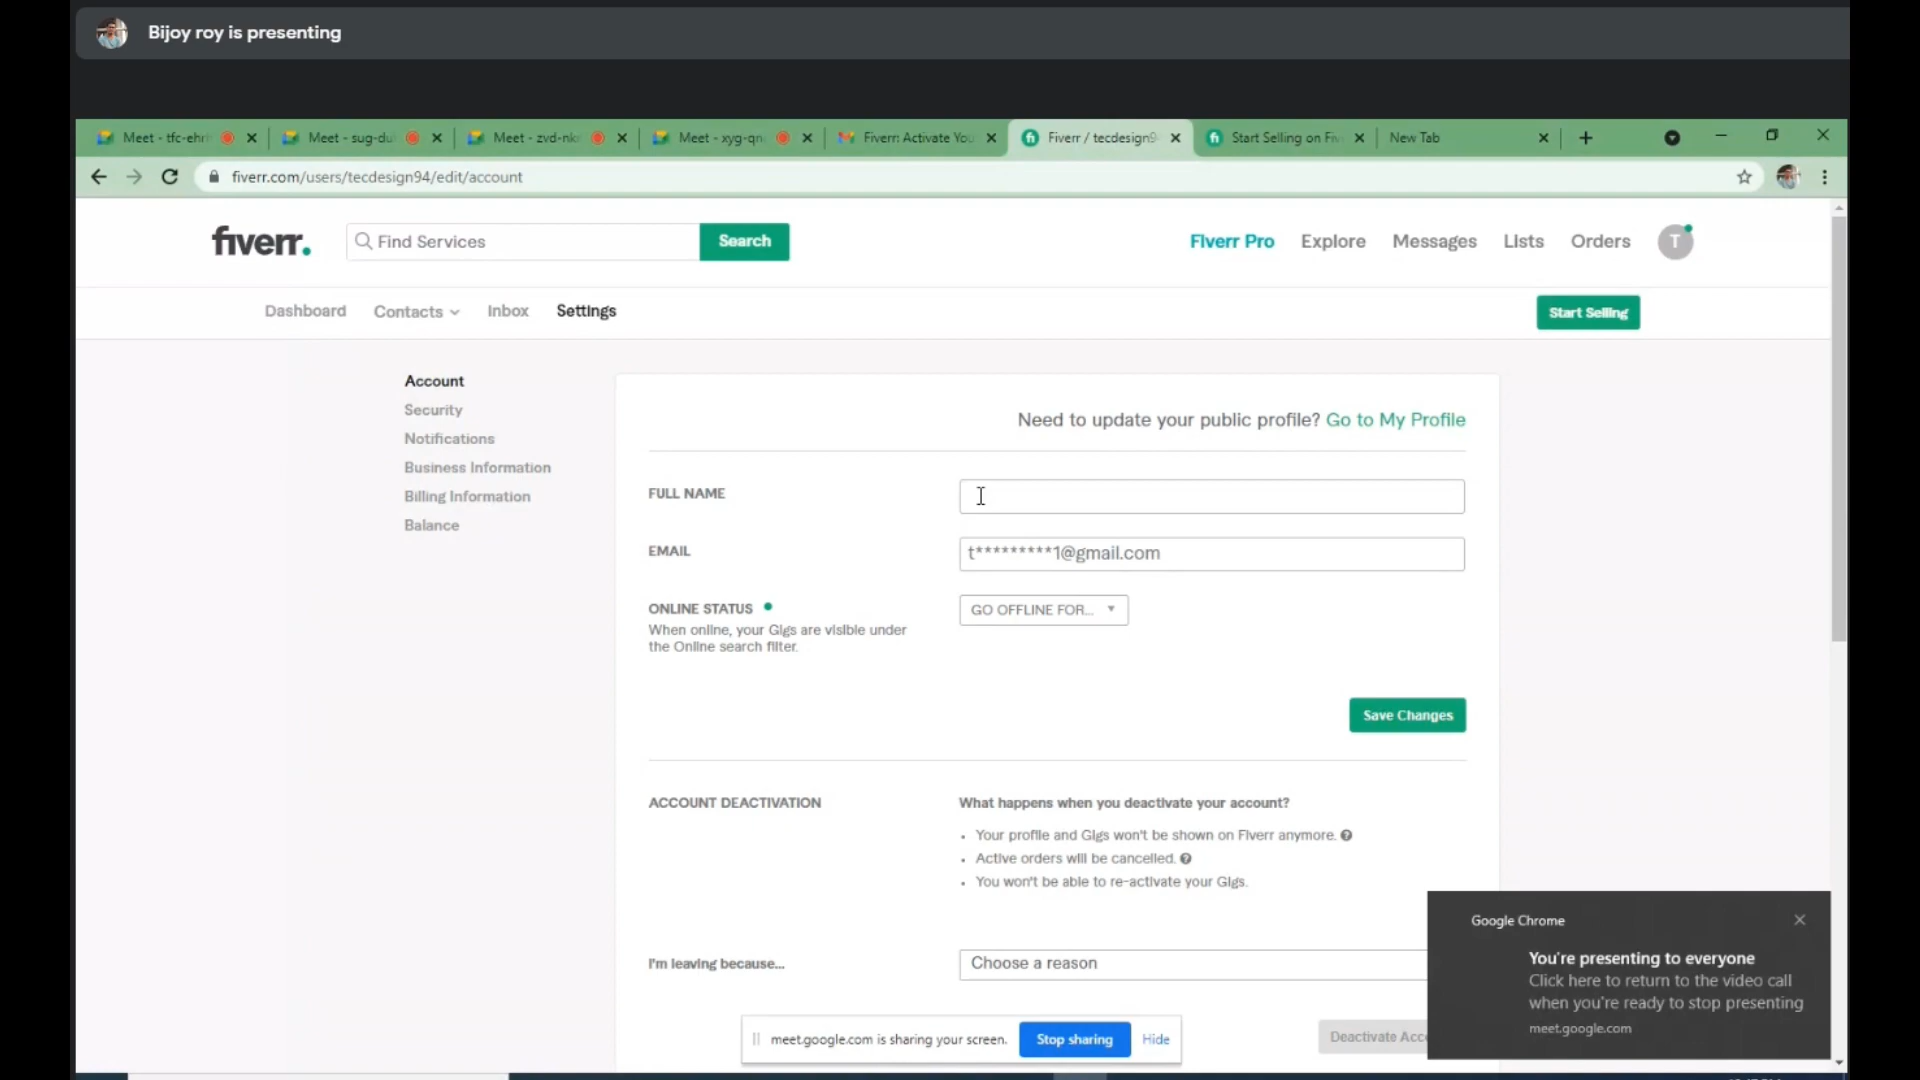 Bijoy roy is presenting
Meet - tfc-ehr
Meet - sug-du
Meet - zvd-nk
Meet - xyg-qn
Fiverr: Activate You
Fiverr / tecdesign9
Start Selling on Fiv
New Tab
fiverr.com/users/tecdesign94/edit/account
fiverr.
Find Services
Search
Fiverr Pro
Explore
Messages
Lists
Orders
T
Dashboard
Contacts
Inbox
Settings
Start Selling
Account
Security
Notifications
Business Information
Billing Information
Balance
Need to update your public profile? Go to My Profile
FULL NAME
EMAIL
t*********1@gmail.com
ONLINE STATUS
When online, your Gigs are visible under
the Online search filter.
GO OFFLINE FOR...
Save Changes
ACCOUNT DEACTIVATION
What happens when you deactivate your account?
Your profile and Gigs won't be shown on Fiverr anymore.
Active orders will be cancelled.
You won't be able to re-activate your Gigs.
I'm leaving because...
Choose a reason
Deactivate Acc
Google Chrome
You're presenting to everyone
Click here to return to the video call
when you're ready to stop presenting
meet.google.com
meet.google.com is sharing your screen.
Stop sharing
Hide